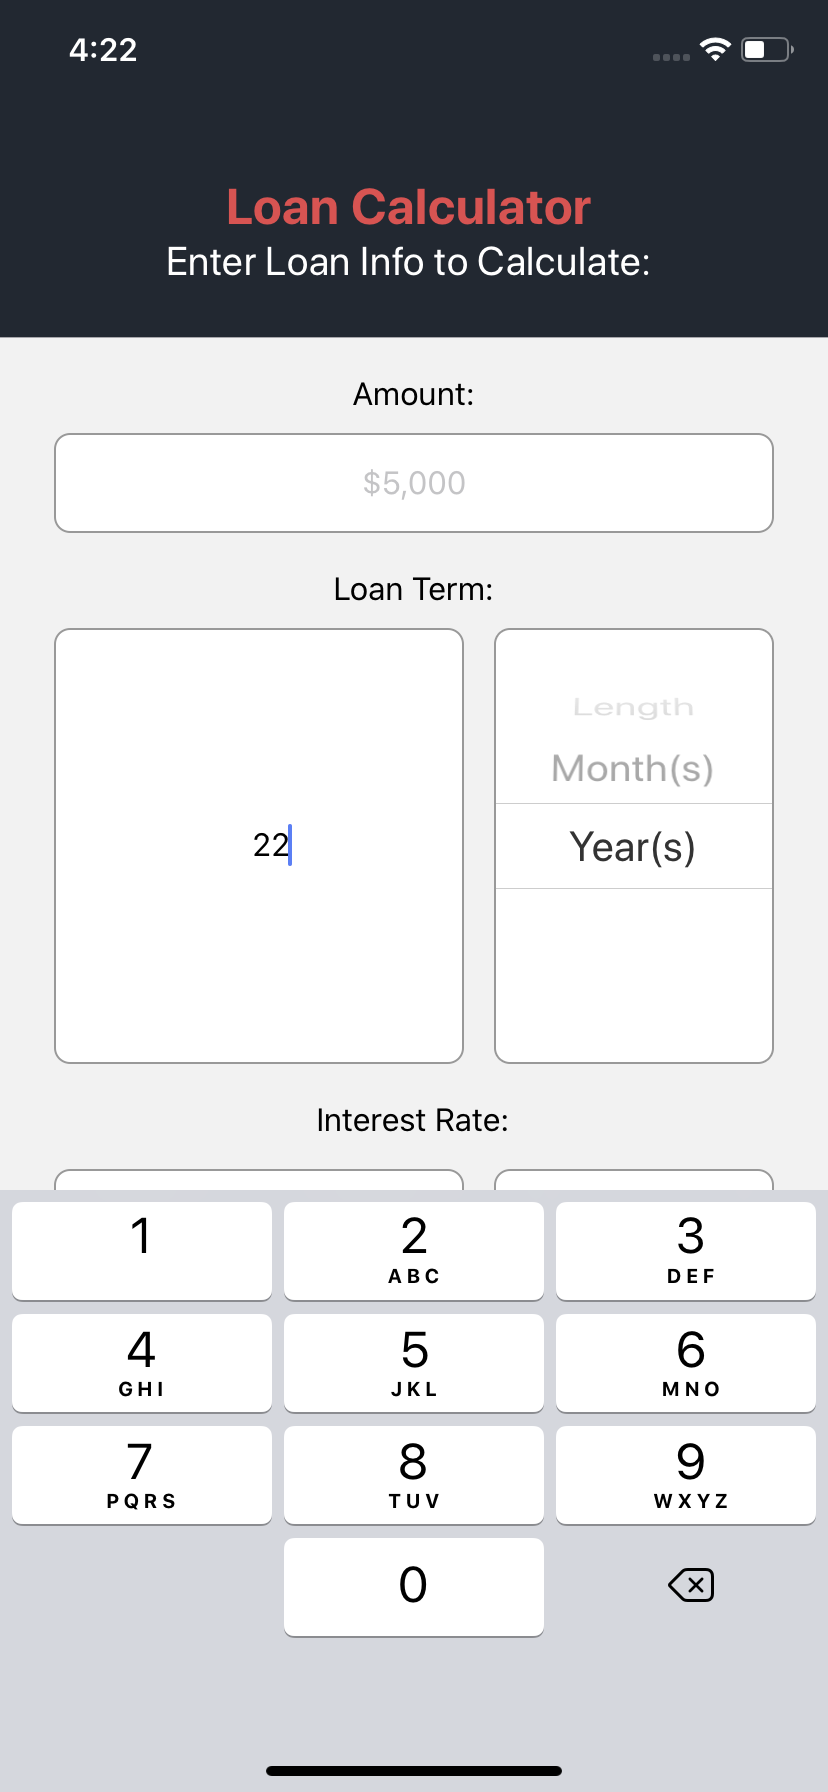 4:22
Loan Calculator
Enter Loan Info to Calculate:
Amount:
$5,000
Loan Term:
Length
Month(s)
22
Year(s)
Interest Rate:
1
2
3
ABC
DEF
4
5
6
GHI
JKL
MNO
7
8
9
PQRS
TUV
WXYZ
0